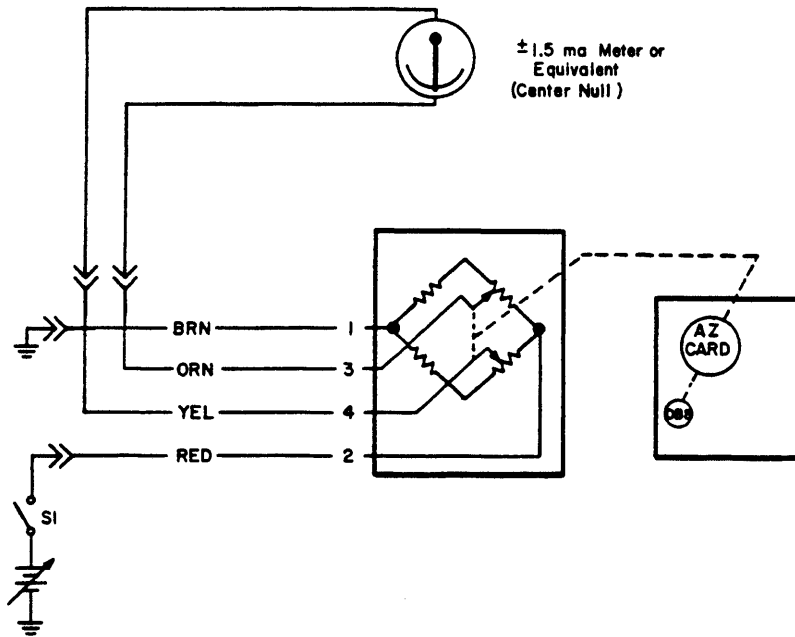 ±1.5 ma Meter or
Equivalent
(Center Null)
BRN 1
ORN 3
YEL 4
RED 2
S1
AZ
CARD